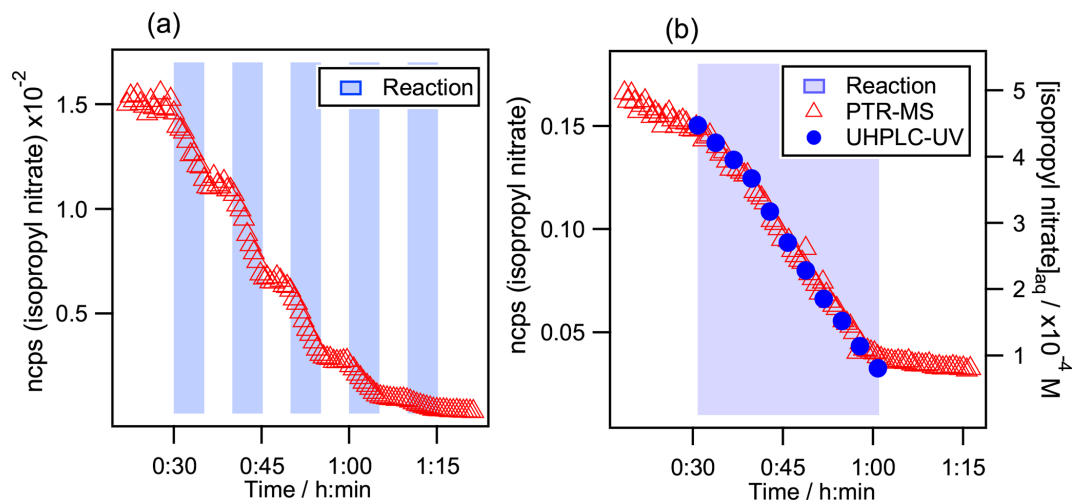 (a)
ncps (isopropyl nitrate) x10-2
1.5
1.0
0.5
Reaction
0:30
0:45
1:00
1:15
Time / h:min
(b)
ncps (isopropyl nitrate)
0.15
0.10
0.05
Reaction
PTR-MS
UHPLC-UV
5
4
3
2
1
[isopropyl nitrate]aq / x10-4 M
0:30
0:45
1:00
1:15
Time / h:min